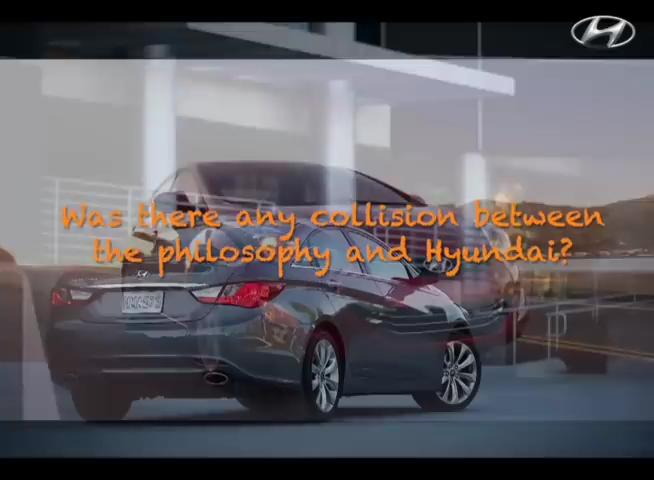 Was there any collision between
the philosophy and Hyundai?